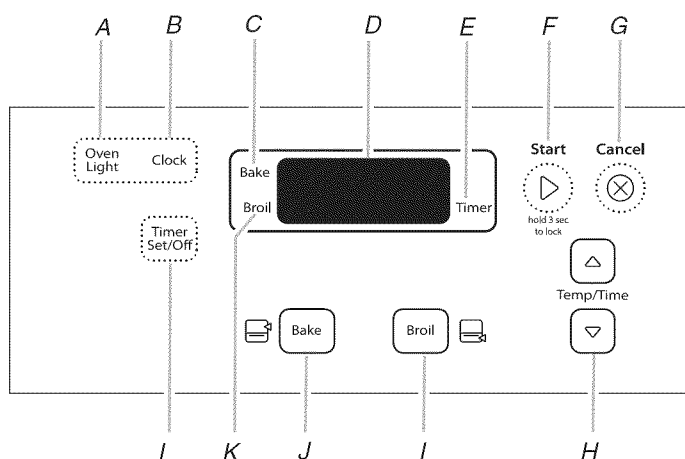 A B C D E F G
Oven
Light
Clock
Bake
Broil
Timer
Start
hold 3 sec.
to lock
Cancel
Timer
Set/Off
Temp/Time
Bake
Broil
L K J I H